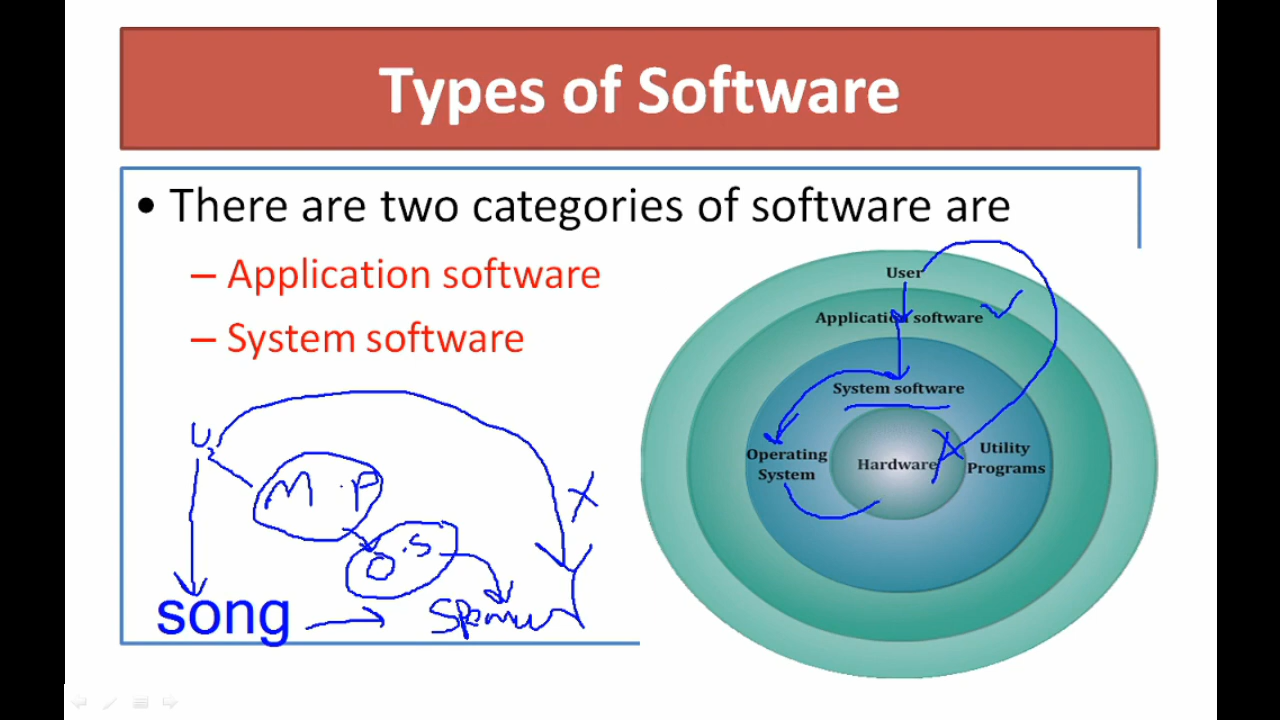 Types of Software
• There are two categories of software are
– Application software
– System software
User
Application software
System software
Operating
System
Hardware
Utility
Programs
U
M.P
O.S
X
song